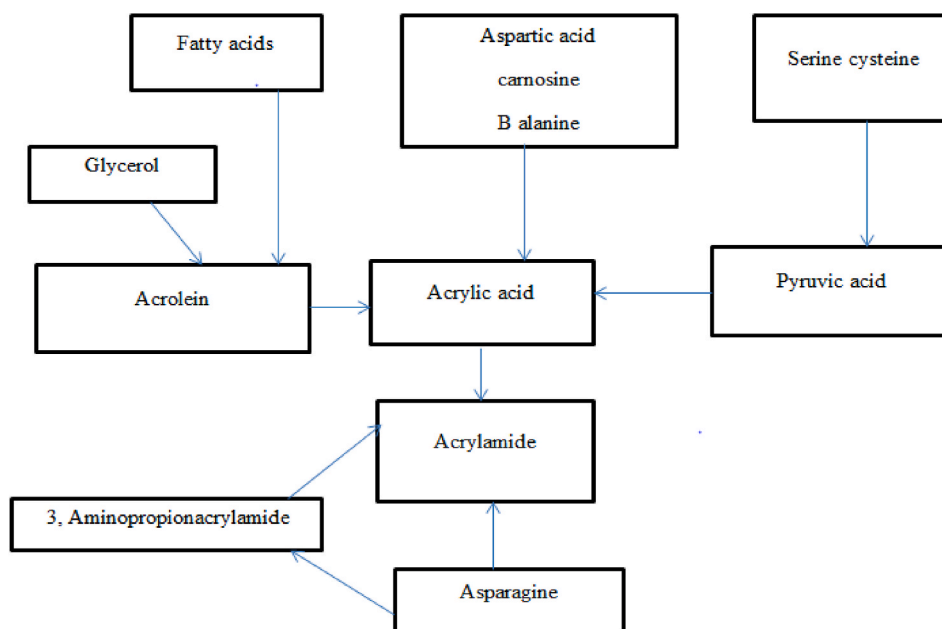 Fatty acids
Aspartic acid
carnosine
B alanine
Serine cysteine
Glycerol
Acrolein
Acrylic acid
Pyruvic acid
Acrylamide
3, Aminopropionacrylamide
Asparagine